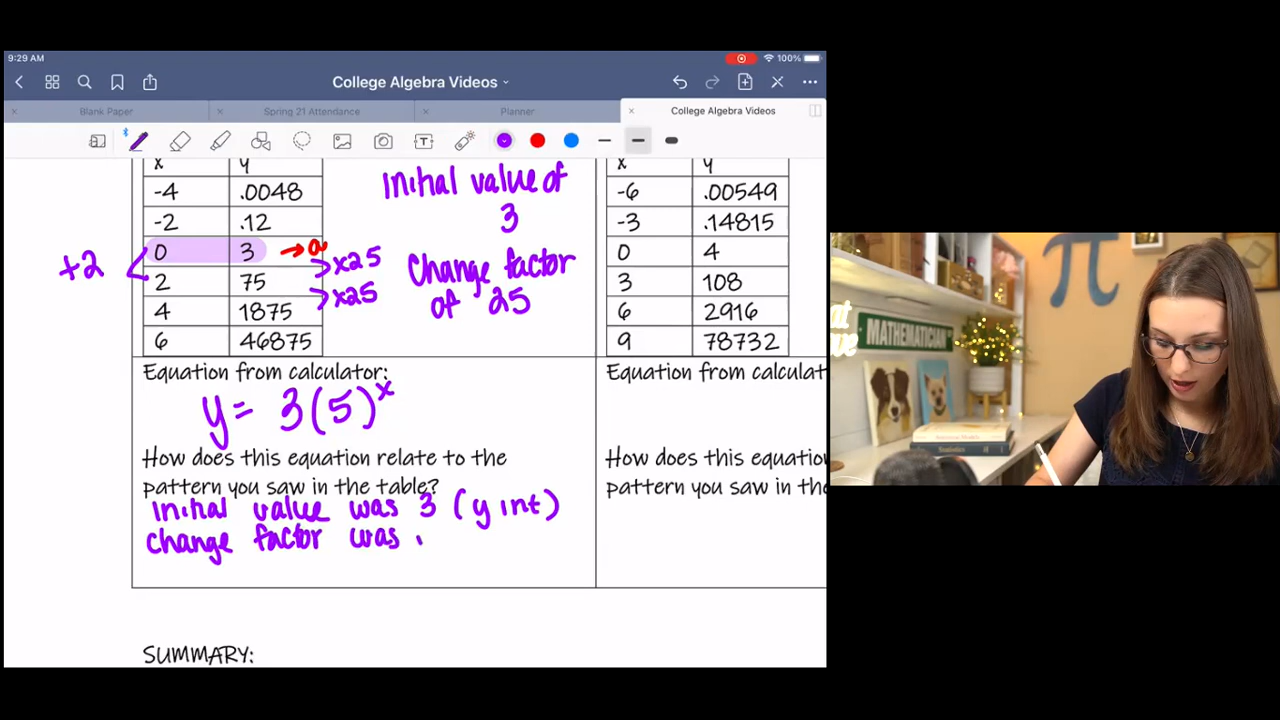 9:29 AM
100%
College Algebra Videos
Blank Paper
Spring 21 Attendance
Planner
College Algebra Videos
x y
-4 .0048
-2 .12
0 3 → a
2 75
4 1875
6 46875
+2
x25
x25
Initial value of
3
Change factor
of 25
Equation from calculator:
y = 3(5)^x
How does this equation relate to the
pattern you saw in the table?
Initial value was 3 (y int)
change factor was
x y
-6 .00549
-3 .14815
0 4
3 108
6 2916
9 78732
Equation from calculat
How does this equation
pattern you saw in the
SUMMARY:
MATHEMATICIAN
π